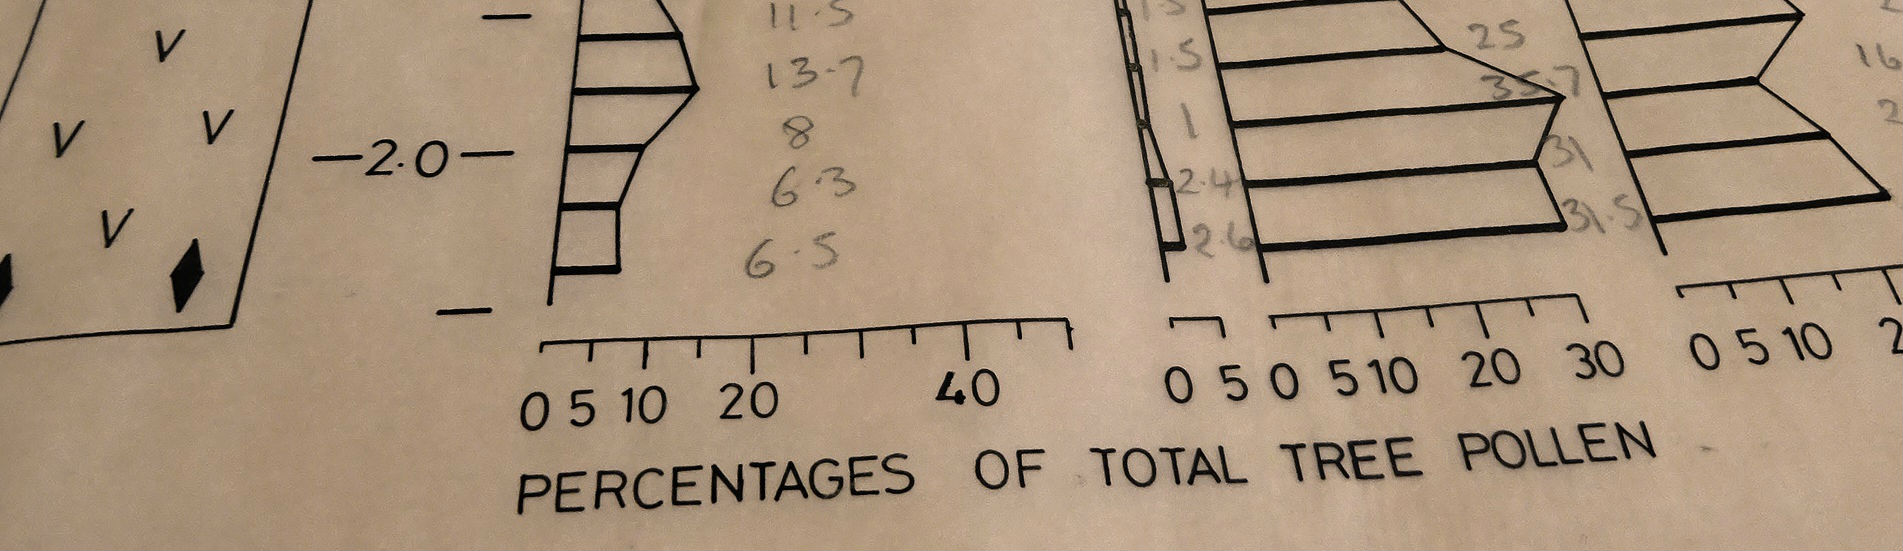 11.5
25
13.7 1.5 35.7 16
V
8 1
V V
-2.0- 31
6.3 2.4
V 31.5
6.5 2.6
0 5 10 20 40 0 5 0 5 10 20 30 0 5 10
PERCENTAGES OF TOTAL TREE POLLEN